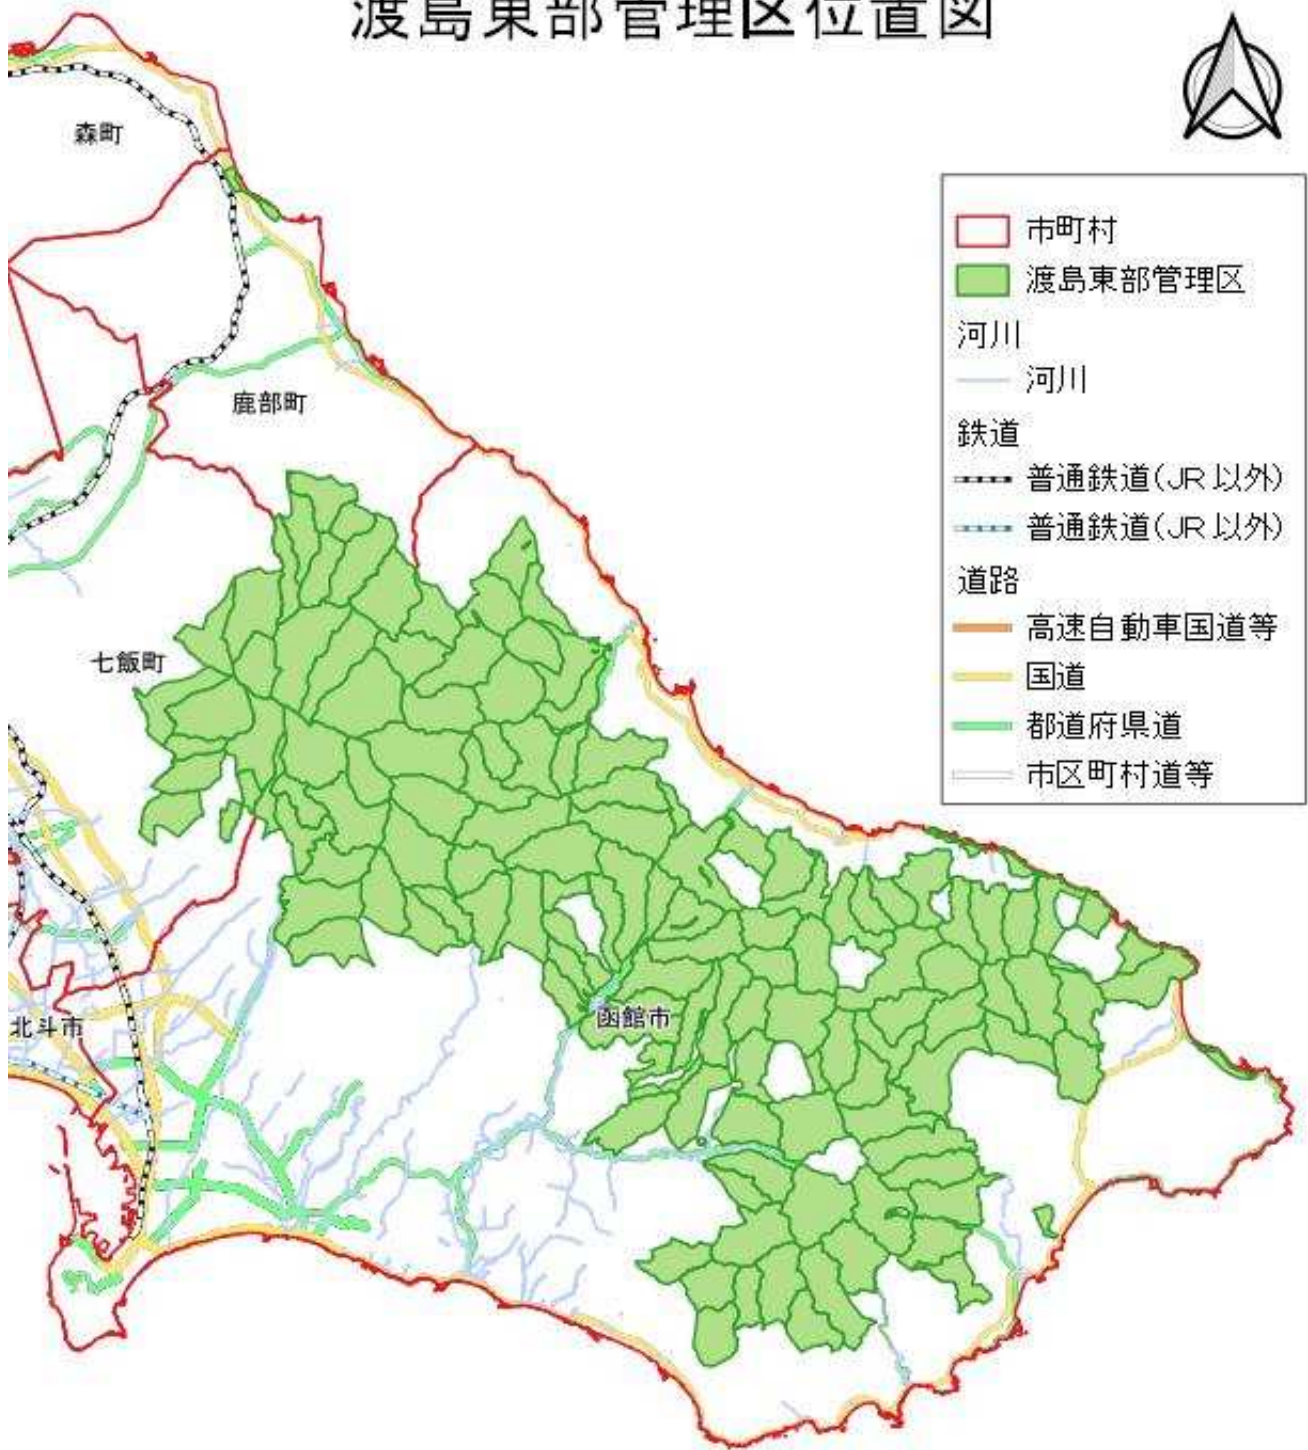 渡島東部管理区位置図
森町
市町村
渡島東部管理区
河川
河川
鹿部町
鉄道
普通鉄道(JR以外)
普通鉄道(JR以外)
道路
高速自動車国道等
七飯町
国道
都道府県道
市区町村道等
函館市
北斗市